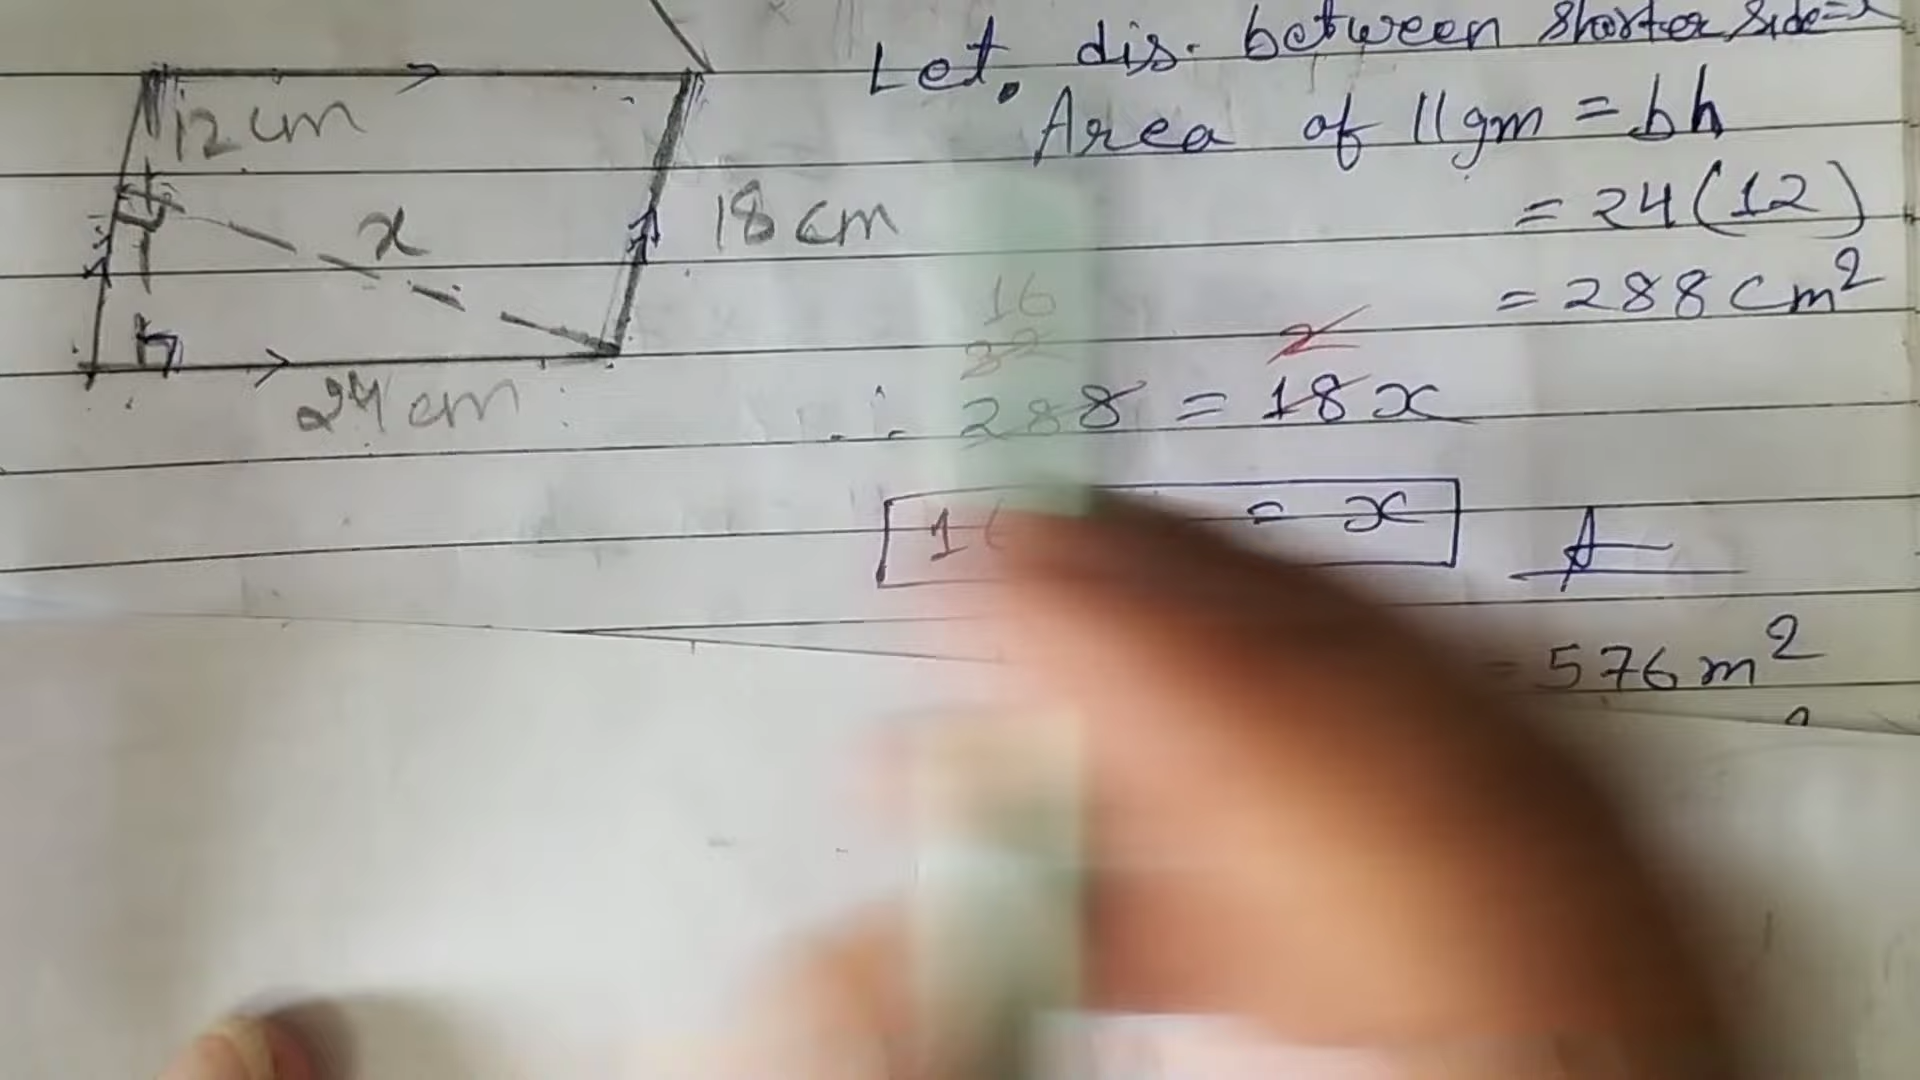 Let. dis. between shorter side=x
Area of ||gm = bh
= 24(12)
= 288 cm²
16
32 2
∴ 288 = 18x
= x
= 576 m²
12 cm
x
18 cm
24 cm